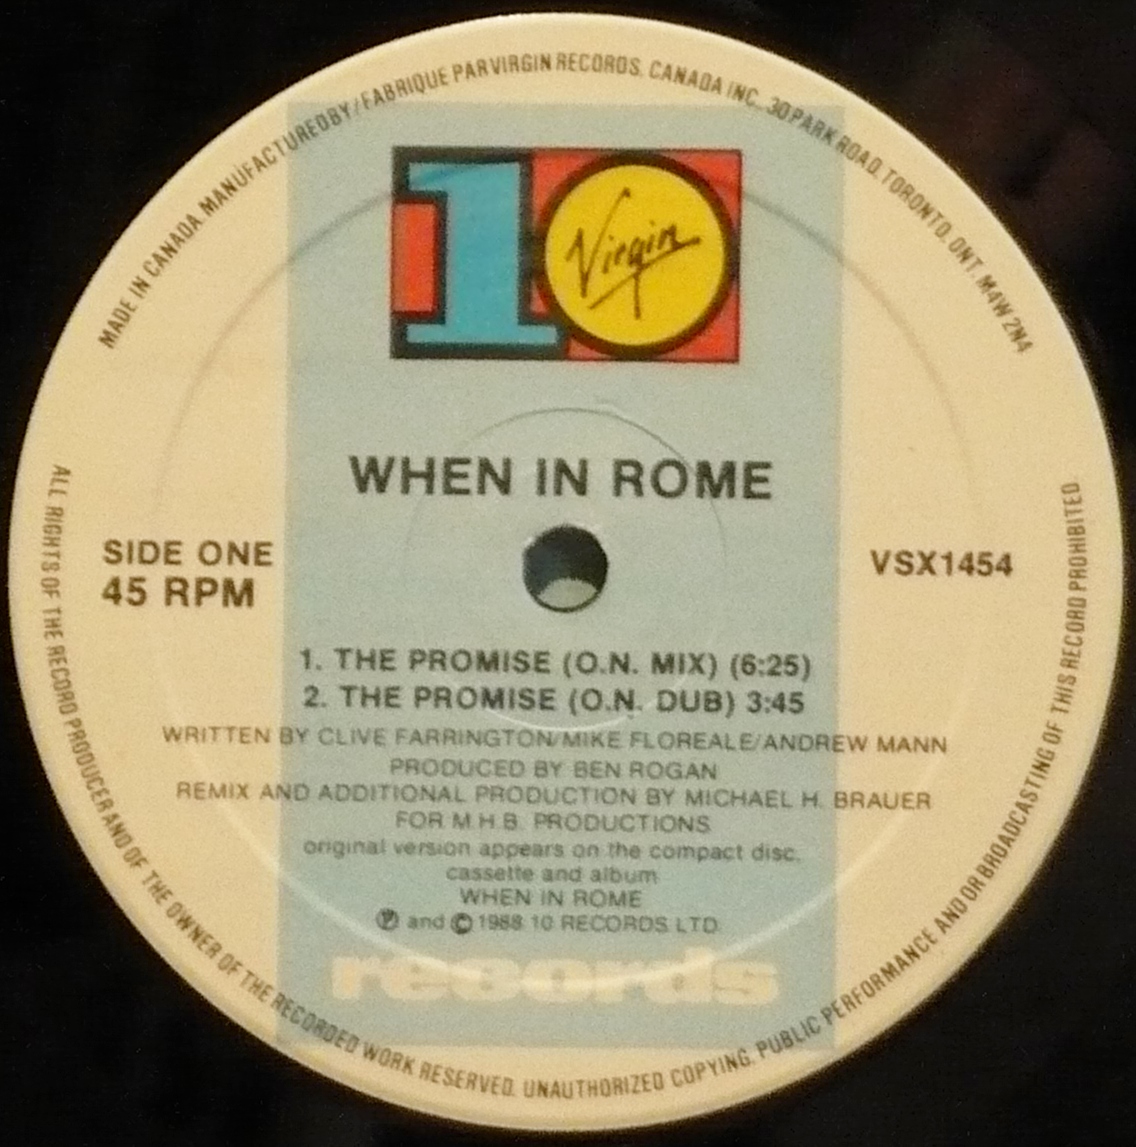 MADE IN CANADA. MANUFACTURED BY / FABRIQUE PAR VIRGIN RECORDS. CANADA INC., 30 PARK ROAD, TORONTO. ONT. M4W 2N4
10
Virgin
WHEN IN ROME
SIDE ONE
45 RPM
VSX1454
1. THE PROMISE (O.N. MIX) (6:25)
2. THE PROMISE (O.N. DUB) 3:45
WRITTEN BY CLIVE FARRINGTON/MIKE FLOREALE/ANDREW MANN
PRODUCED BY BEN ROGAN
REMIX AND ADDITIONAL PRODUCTION BY MICHAEL H. BRAUER
FOR M.H.B. PRODUCTIONS
original version appears on the compact disc,
cassette and album
WHEN IN ROME
℗ and © 1988 10 RECORDS LTD.
records
ALL RIGHTS OF THE RECORD PRODUCER AND OF THE OWNER OF THE RECORDED WORK RESERVED. UNAUTHORIZED COPYING. PUBLIC PERFORMANCE AND/OR BROADCASTING OF THIS RECORD PROHIBITED